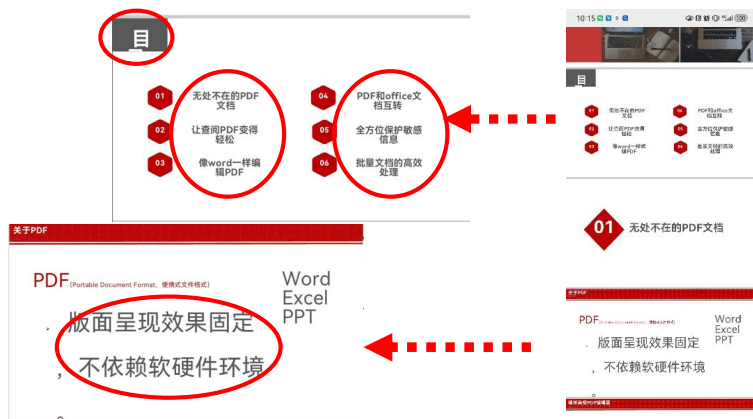 目
01 无处不在的PDF
文档
02 让查阅PDF变得
轻松
03 像word一样编
辑PDF
04 PDF和office文
档互转
05 全方位保护敏感
信息
06 批量文档的高效
处理
关于PDF
PDF(Portable Document Format, 便携式文件格式)
Word
Excel
PPT
. 版面呈现效果固定
, 不依赖软硬件环境
10:15
100
目
01 无处不在的PDF
文档
02 让查阅PDF变得
轻松
03 像word一样编
辑PDF
04 PDF和office文
档互转
05 全方位保护敏感
信息
06 批量文档的高效
处理
01 无处不在的PDF文档
关于PDF
PDF
Word
Excel
PPT
. 版面呈现效果固定
, 不依赖软硬件环境